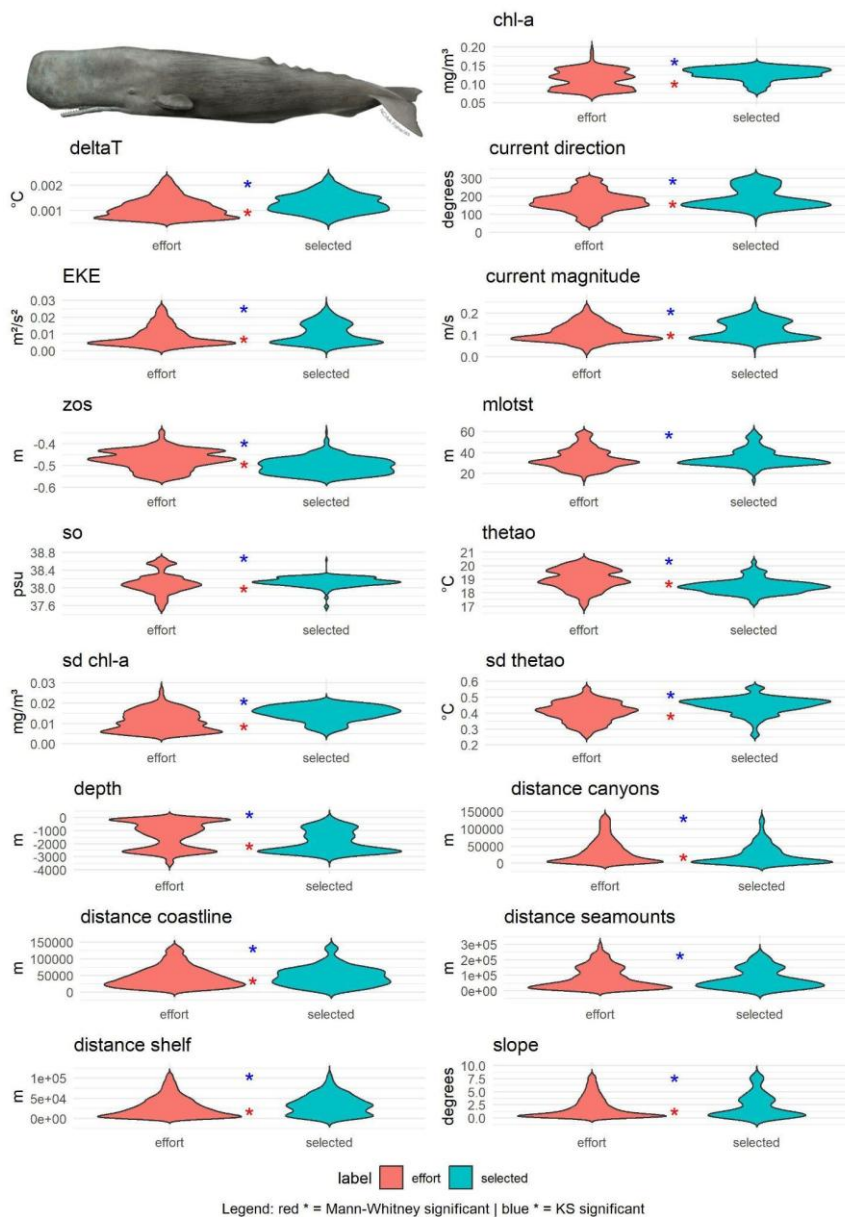 chl-a
mg/m³
0.20
0.15
0.10
0.05
*
*
effort
selected
NOAA Fisheries
deltaT
°C
0.002
0.001
*
*
effort
selected
current direction
degrees
300
200
100
0
*
*
effort
selected
EKE
m²/s²
0.03
0.02
0.01
0.00
*
*
effort
selected
current magnitude
m/s
0.2
0.1
0.0
*
*
effort
selected
zos
m
-0.4
-0.5
-0.6
*
*
effort
selected
mlotst
m
60
40
20
*
effort
selected
so
psu
38.8
38.4
38.0
37.6
*
*
effort
selected
thetao
°C
21
20
19
18
17
*
*
effort
selected
sd chl-a
mg/m³
0.03
0.02
0.01
0.00
*
*
effort
selected
sd thetao
°C
0.6
0.5
0.4
0.3
0.2
*
*
effort
selected
depth
m
0
-1000
-2000
-3000
-4000
*
*
effort
selected
distance canyons
m
150000
100000
50000
0
*
*
effort
selected
distance coastline
m
150000
100000
50000
0
*
*
effort
selected
distance seamounts
m
3e+05
2e+05
1e+05
0e+00
*
effort
selected
distance shelf
m
1e+05
5e+04
0e+00
*
*
effort
selected
slope
degrees
10.0
7.5
5.0
2.5
0.0
*
*
effort
selected
label effort selected
Legend: red * = Mann-Whitney significant | blue * = KS significant